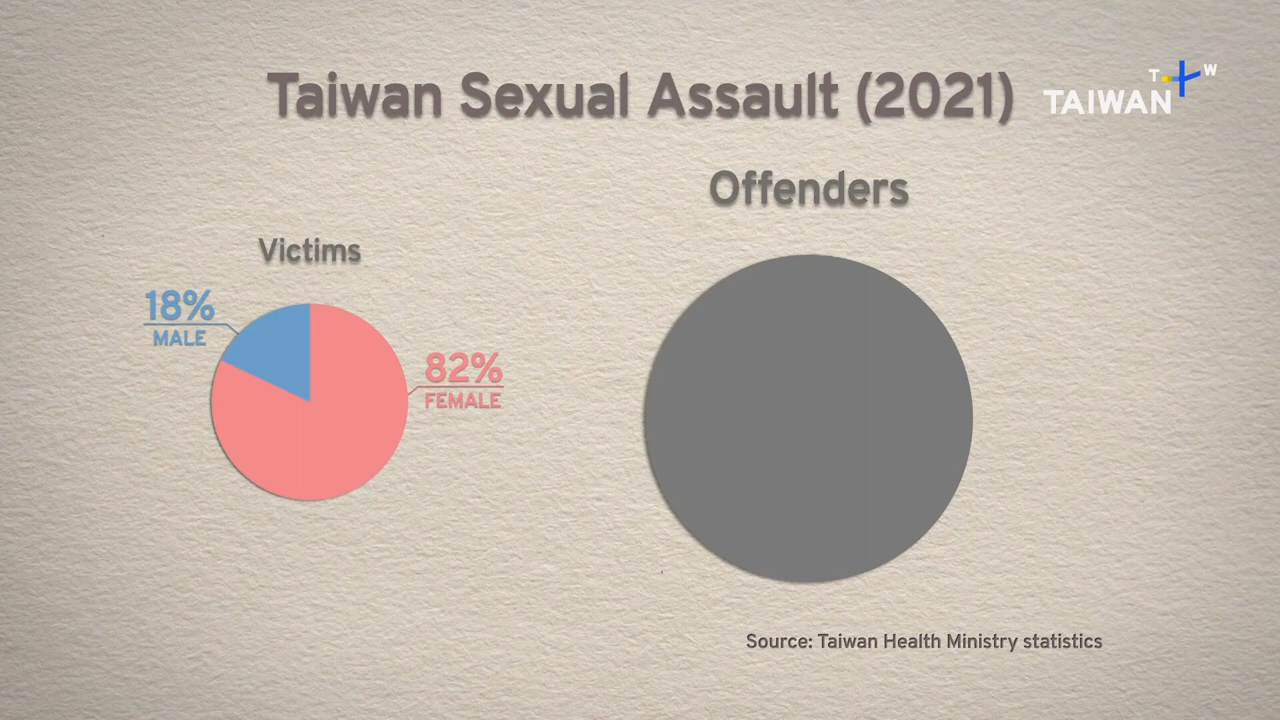 Taiwan Sexual Assault (2021)
T W
TAIWAN
Offenders
Victims
18%
MALE
82%
FEMALE
Source: Taiwan Health Ministry statistics